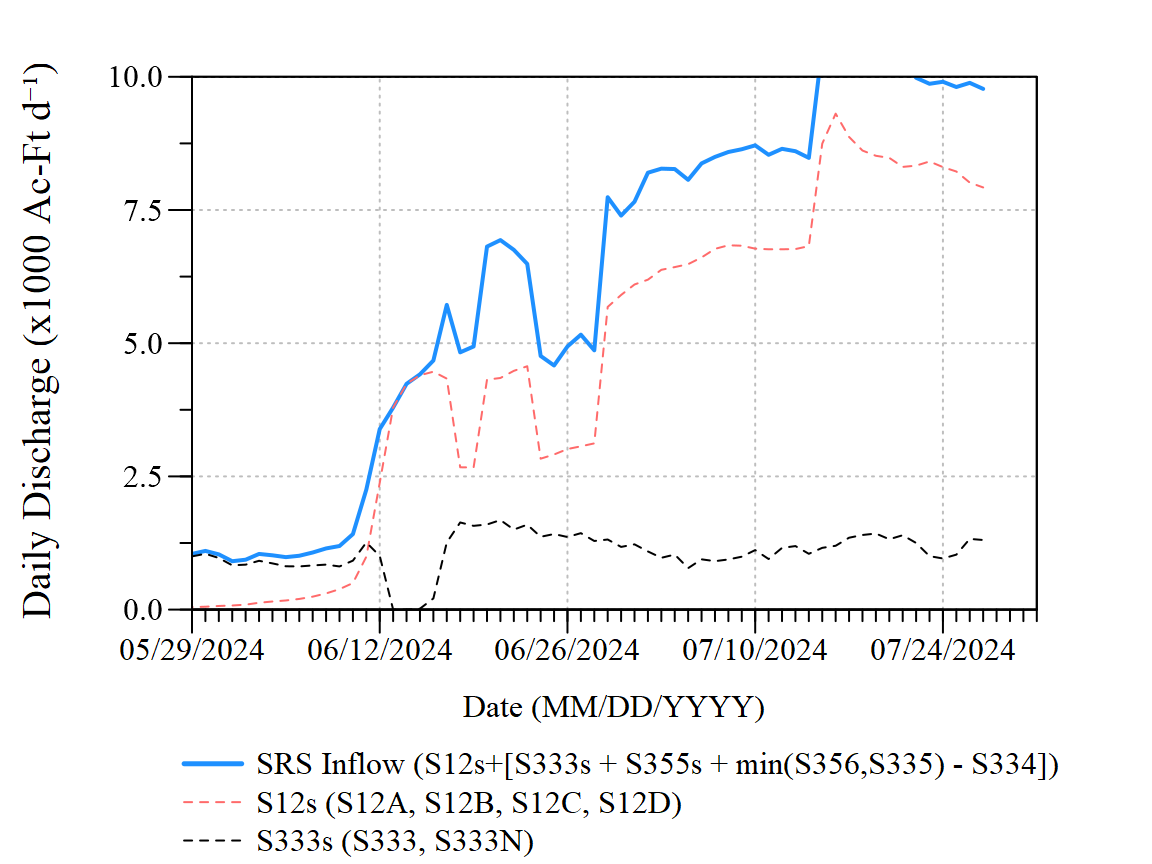 Daily Discharge (x1000 Ac-Ft d⁻¹)
10.0
7.5
5.0
2.5
0.0
05/29/2024 06/12/2024 06/26/2024 07/10/2024 07/24/2024
Date (MM/DD/YYYY)
SRS Inflow (S12s+[S333s + S355s + min(S356,S335) - S334])
S12s (S12A, S12B, S12C, S12D)
S333s (S333, S333N)